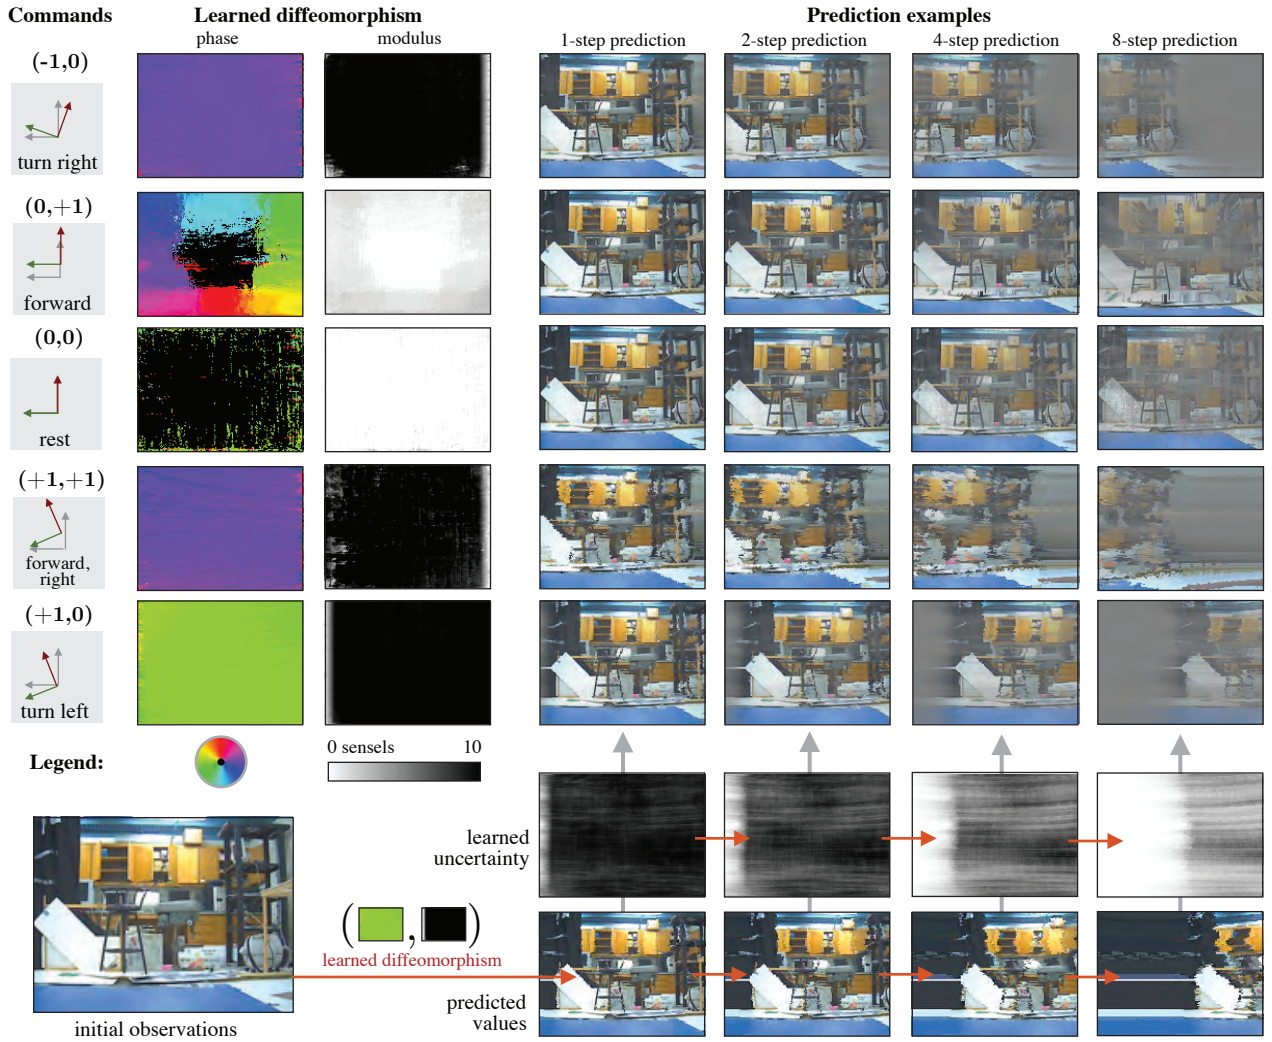 Commands
Learned diffeomorphism
Prediction examples
phase
modulus
1-step prediction
2-step prediction
4-step prediction
8-step prediction
(-1,0)
turn right
(0,+1)
forward
(0,0)
rest
(+1,+1)
forward,
right
(+1,0)
turn left
Legend:
0 sensels
10
learned
uncertainty
( , )
learned diffeomorphism
predicted
values
initial observations